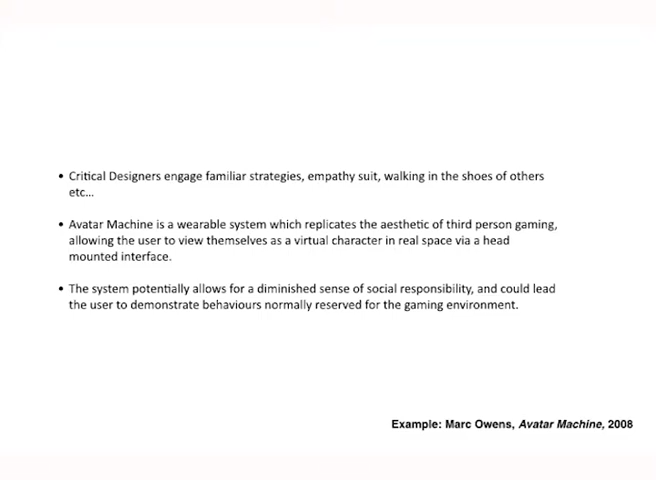 • Critical Designers engage familiar strategies, empathy suit, walking in the shoes of others
etc...
• Avatar Machine is a wearable system which replicates the aesthetic of third person gaming,
allowing the user to view themselves as a virtual character in real space via a head
mounted interface.
• The system potentially allows for a diminished sense of social responsibility, and could lead
the user to demonstrate behaviours normally reserved for the gaming environment.
Example: Marc Owens, Avatar Machine, 2008